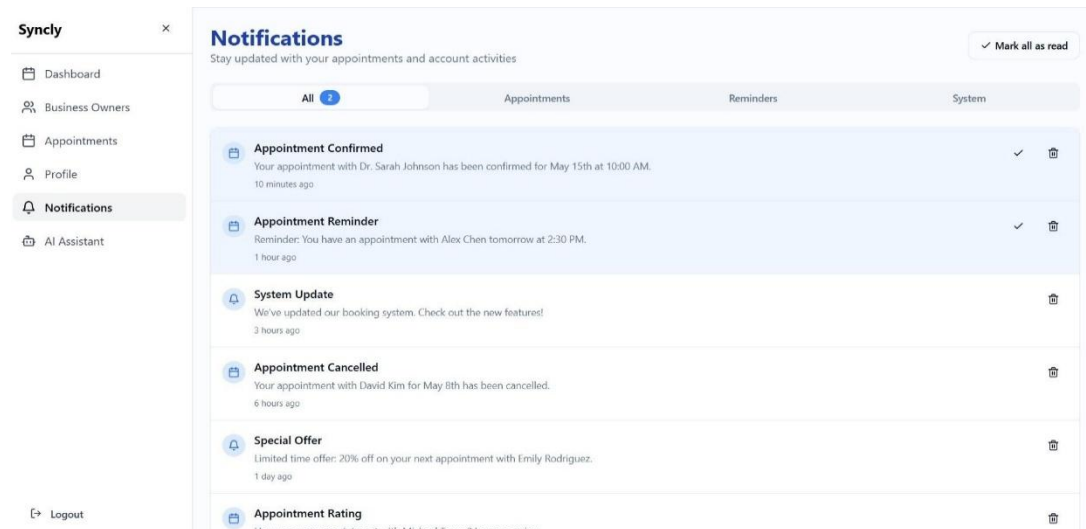 Syncly
Dashboard
Business Owners
Appointments
Profile
Notifications
AI Assistant
Logout
Notifications
Stay updated with your appointments and account activities
Mark all as read
All 2
Appointments
Reminders
System
Appointment Confirmed
Your appointment with Dr. Sarah Johnson has been confirmed for May 15th at 10:00 AM.
10 minutes ago
Appointment Reminder
Reminder: You have an appointment with Alex Chen tomorrow at 2:30 PM.
1 hour ago
System Update
We've updated our booking system. Check out the new features!
3 hours ago
Appointment Cancelled
Your appointment with David Kim for May 8th has been cancelled.
6 hours ago
Special Offer
Limited time offer: 20% off on your next appointment with Emily Rodriguez.
1 day ago
Appointment Rating